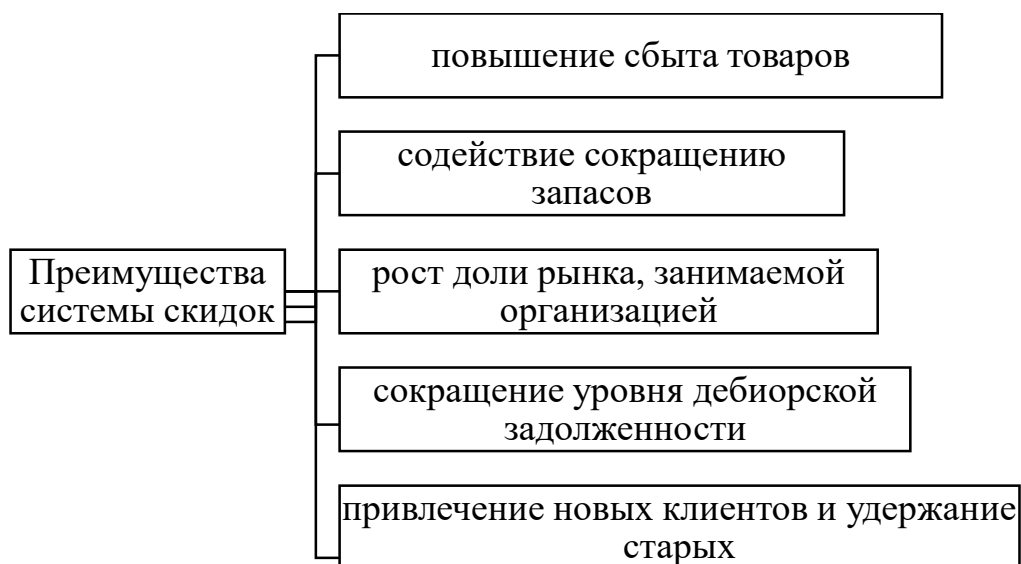 повышение сбыта товаров
содействие сокращению
запасов
Преимущества
системы скидок
рост доли рынка, занимаемой
организацией
сокращение уровня дебиорской
задолженности
привлечение новых клиентов и удержание
старых